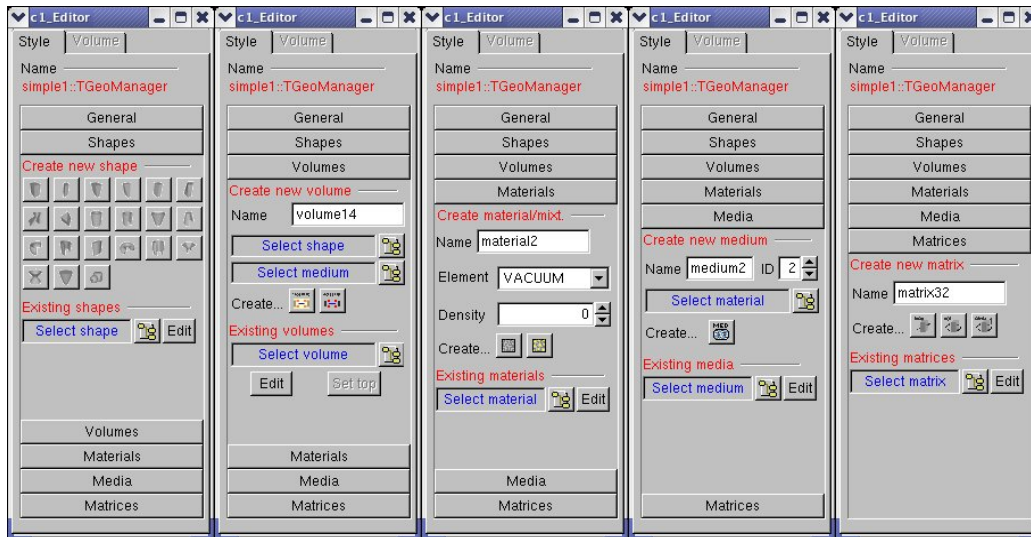 c1_Editor
Style Volume
Name
simple1::TGeoManager
General
Shapes
Create new shape
Existing shapes
Select shape Edit
Volumes
Materials
Media
Matrices
c1_Editor
Style Volume
Name
simple1::TGeoManager
General
Shapes
Volumes
Create new volume
Name volume14
Select shape
Select medium
Create...
Existing volumes
Select volume
Edit Set top
Materials
Media
Matrices
c1_Editor
Style Volume
Name
simple1::TGeoManager
General
Shapes
Volumes
Materials
Create material/mixt.
Name material2
Element VACUUM
Density 0
Create...
Existing materials
Select material Edit
Media
Matrices
c1_Editor
Style Volume
Name
simple1::TGeoManager
General
Shapes
Volumes
Materials
Media
Create new medium
Name medium2 ID 2
Select material
Create... MED
Existing media
Select medium Edit
Matrices
c1_Editor
Style Volume
Name
simple1::TGeoManager
General
Shapes
Volumes
Materials
Media
Matrices
Create new matrix
Name matrix32
Create...
Existing matrices
Select matrix Edit